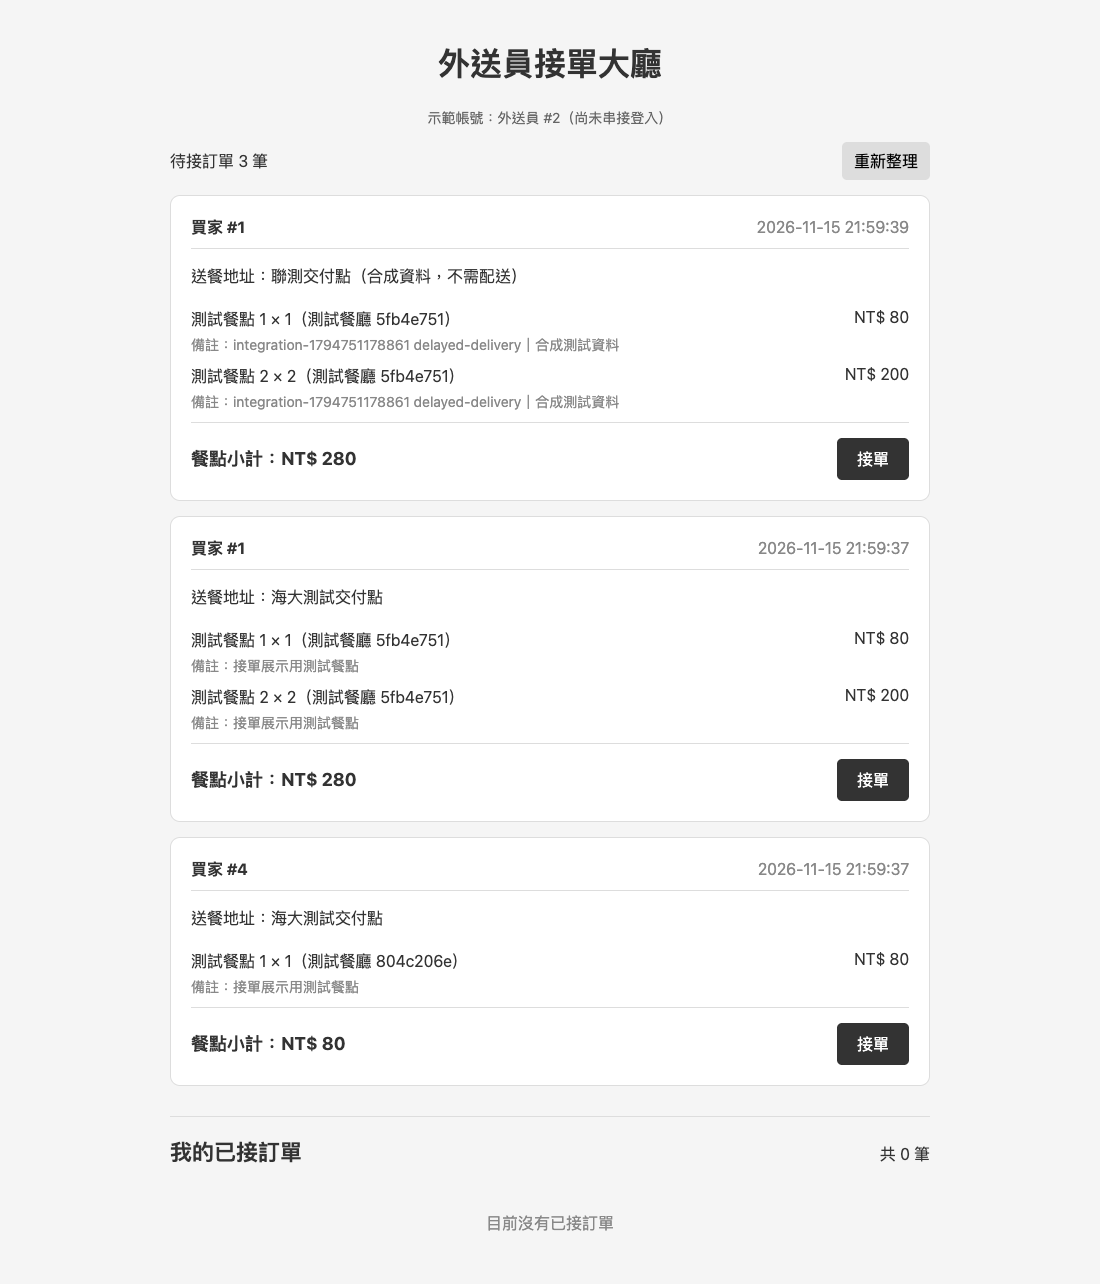 外送員接單大廳
示範帳號：外送員 #2（尚未串接登入）
待接訂單 3 筆
重新整理
買家 #1
2026-11-15 21:59:39
送餐地址：聯測交付點（合成資料，不需配送）
測試餐點 1 × 1（測試餐廳 5fb4e751）
NT$ 80
備註：integration-1794751178861 delayed-delivery｜合成測試資料
測試餐點 2 × 2（測試餐廳 5fb4e751）
NT$ 200
備註：integration-1794751178861 delayed-delivery｜合成測試資料
餐點小計：NT$ 280
接單
買家 #1
2026-11-15 21:59:37
送餐地址：海大測試交付點
測試餐點 1 × 1（測試餐廳 5fb4e751）
NT$ 80
備註：接單展示用測試餐點
測試餐點 2 × 2（測試餐廳 5fb4e751）
NT$ 200
備註：接單展示用測試餐點
餐點小計：NT$ 280
接單
買家 #4
2026-11-15 21:59:37
送餐地址：海大測試交付點
測試餐點 1 × 1（測試餐廳 804c206e）
NT$ 80
備註：接單展示用測試餐點
餐點小計：NT$ 80
接單
我的已接訂單
共 0 筆
目前沒有已接訂單